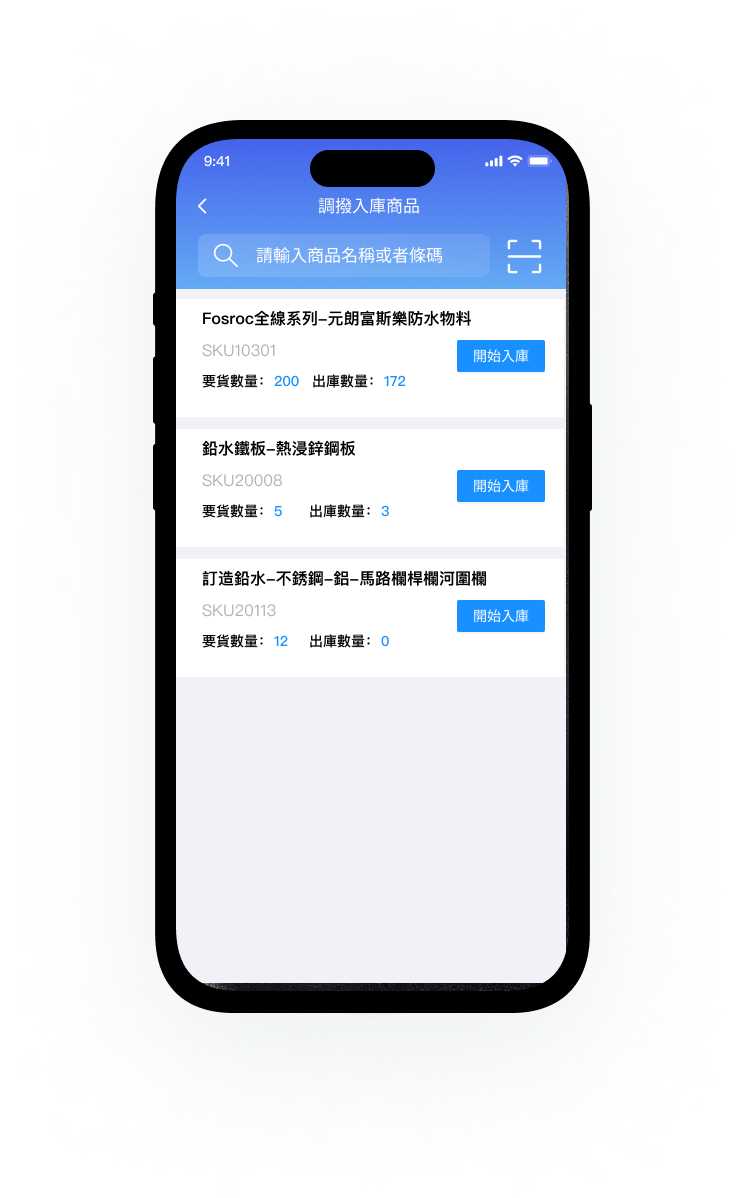 9:41
調撥入庫商品
請輸入商品名稱或者條碼
Fosroc全線系列–元朗富斯樂防水物料
SKU10301
開始入庫
要貨數量： 200 出庫數量： 172
鉛水鐵板–熱浸鋅鋼板
SKU20008
開始入庫
要貨數量： 5 出庫數量： 3
訂造鉛水–不銹鋼–鋁–馬路欄桿欄河圍欄
SKU20113
開始入庫
要貨數量： 12 出庫數量： 0